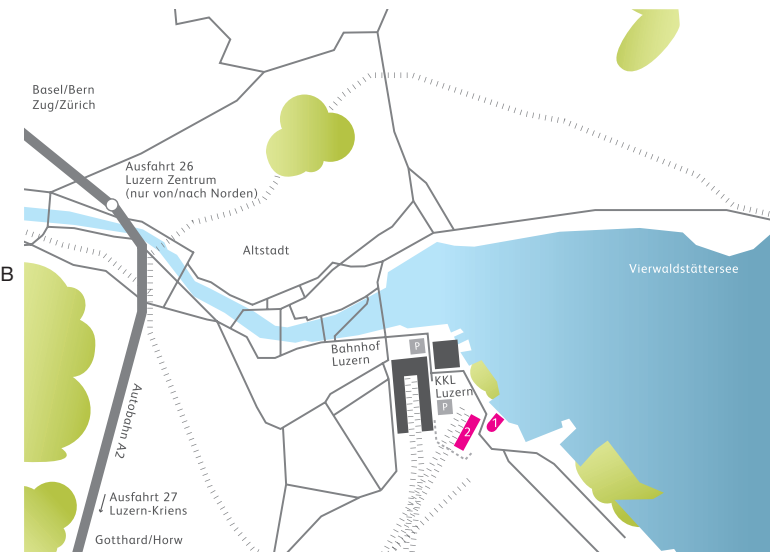 Basel/Bern
Zug/Zürich
Ausfahrt 26
Luzern Zentrum
(nur von/nach Norden)
Altstadt
Vierwaldstättersee
B
Bahnhof
Luzern
P
KKL
Luzern
P
1
2
Autobahn A2
Ausfahrt 27
Luzern-Kriens
Gotthard/Horw